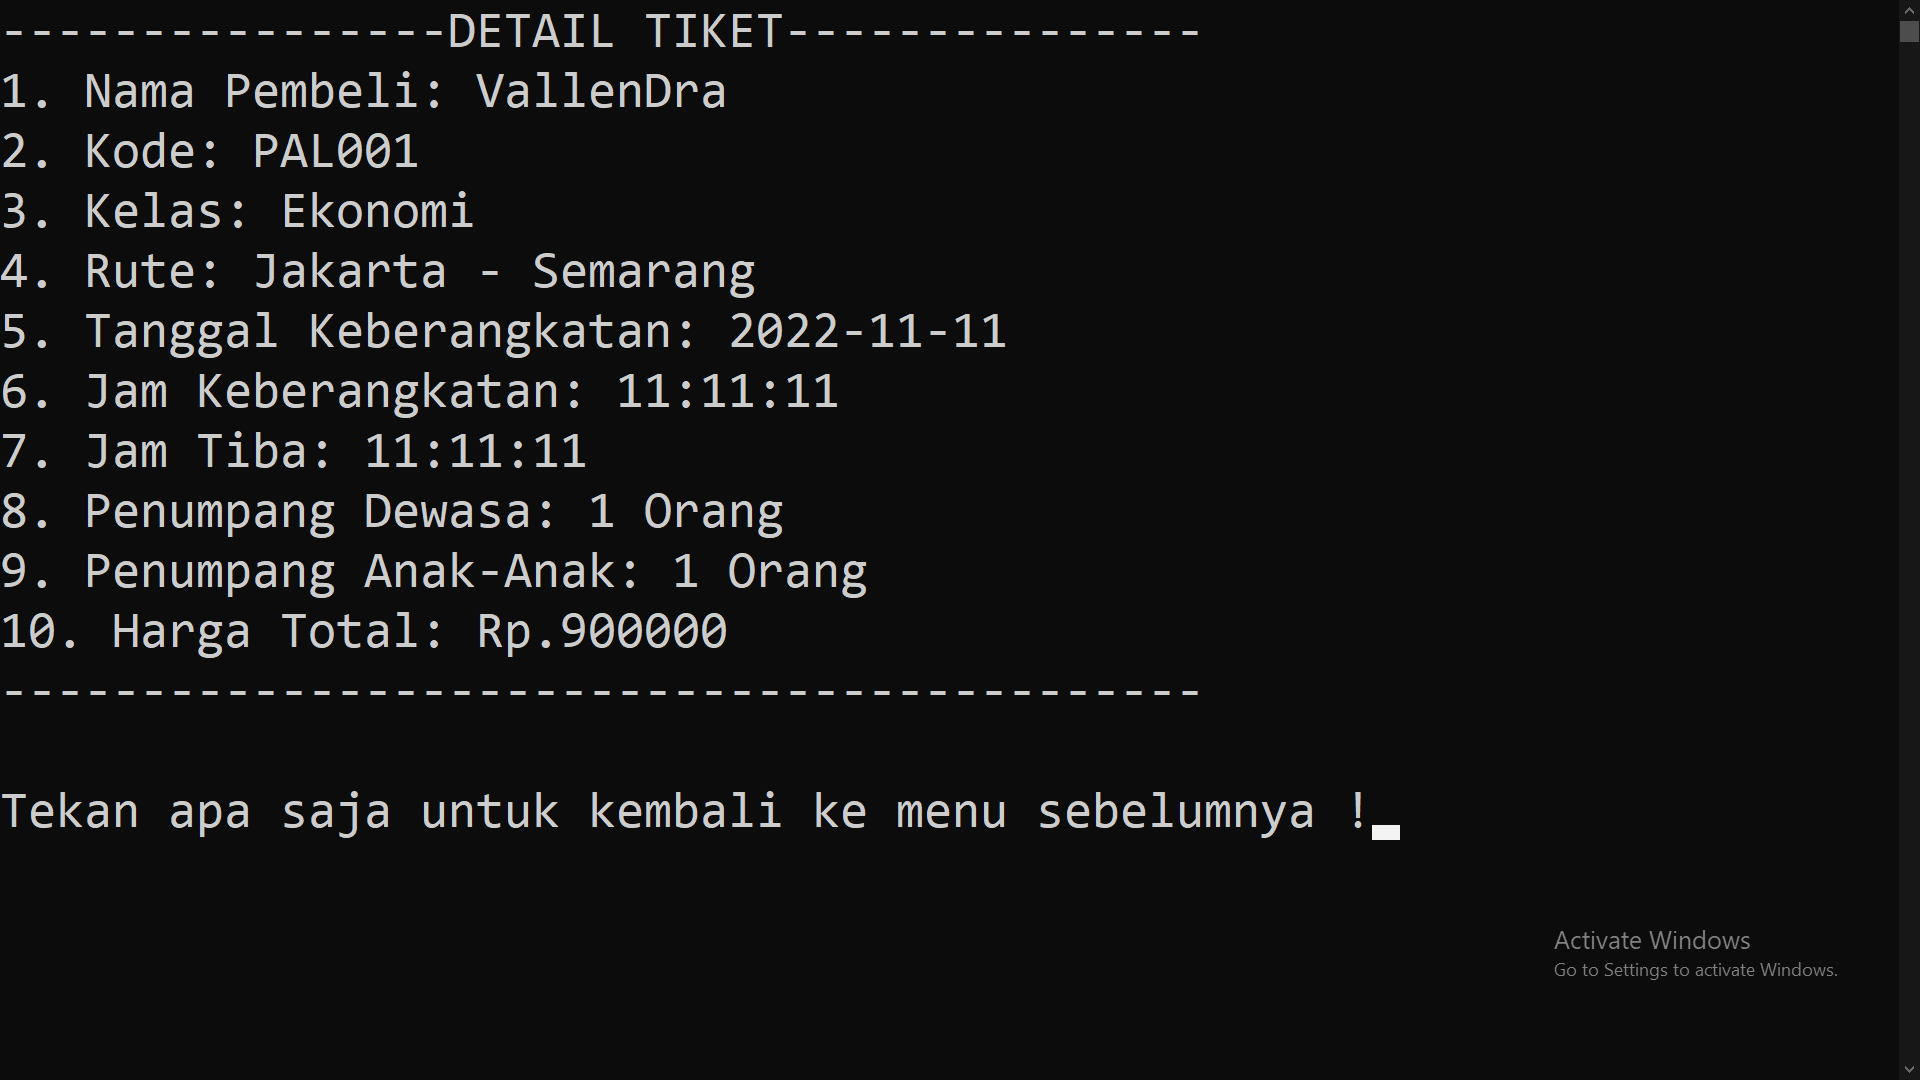 ----------------DETAIL TIKET---------------
1. Nama Pembeli: VallenDra
2. Kode: PAL001
3. Kelas: Ekonomi
4. Rute: Jakarta - Semarang
5. Tanggal Keberangkatan: 2022-11-11
6. Jam Keberangkatan: 11:11:11
7. Jam Tiba: 11:11:11
8. Penumpang Dewasa: 1 Orang
9. Penumpang Anak-Anak: 1 Orang
10. Harga Total: Rp.900000
-------------------------------------------
Tekan apa saja untuk kembali ke menu sebelumnya !
Activate Windows
Go to Settings to activate Windows.